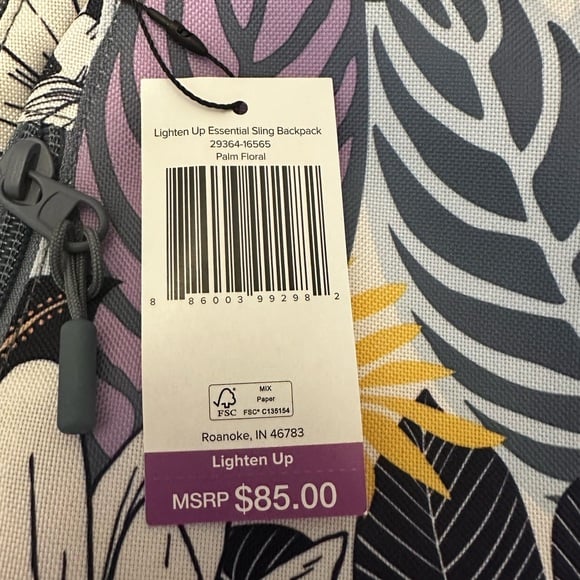 Lighten Up Essential Sling Backpack
29364-16565
Palm Floral
8 86003 99298 2
FSC
MIX
Paper
FSC® C135154
Roanoke, IN 46783
Lighten Up
MSRP $85.00